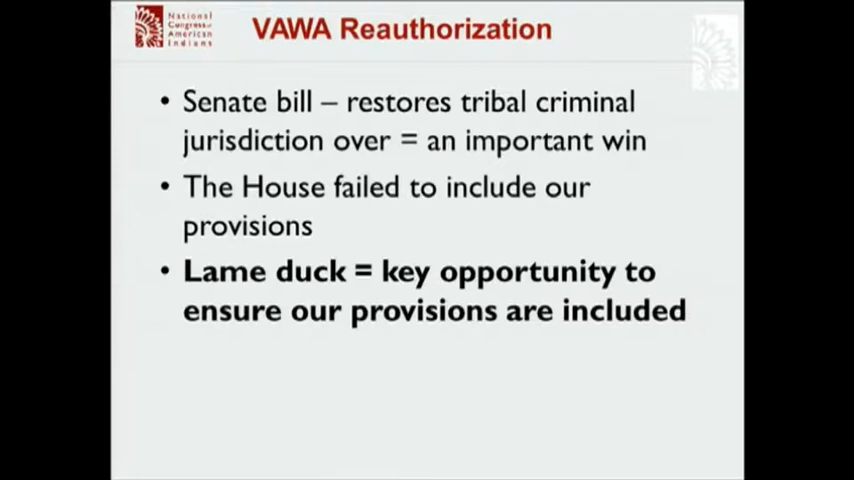 National
Congress of
American
Indians
VAWA Reauthorization
• Senate bill – restores tribal criminal
jurisdiction over = an important win
• The House failed to include our
provisions
• Lame duck = key opportunity to
ensure our provisions are included